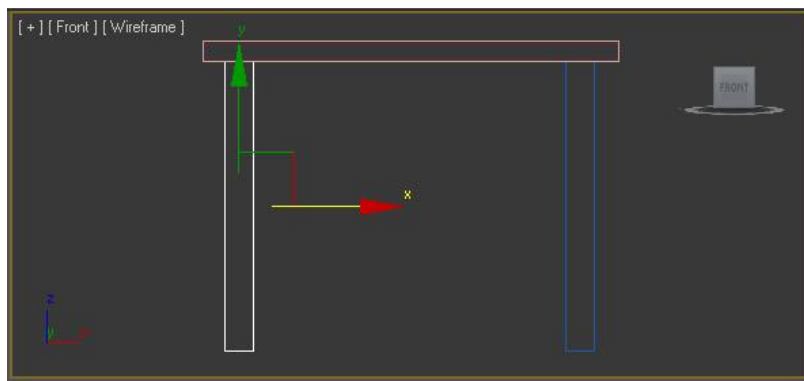 [ + ] [ Front ] [ Wireframe ]
y
FRONT
x
z
y
x